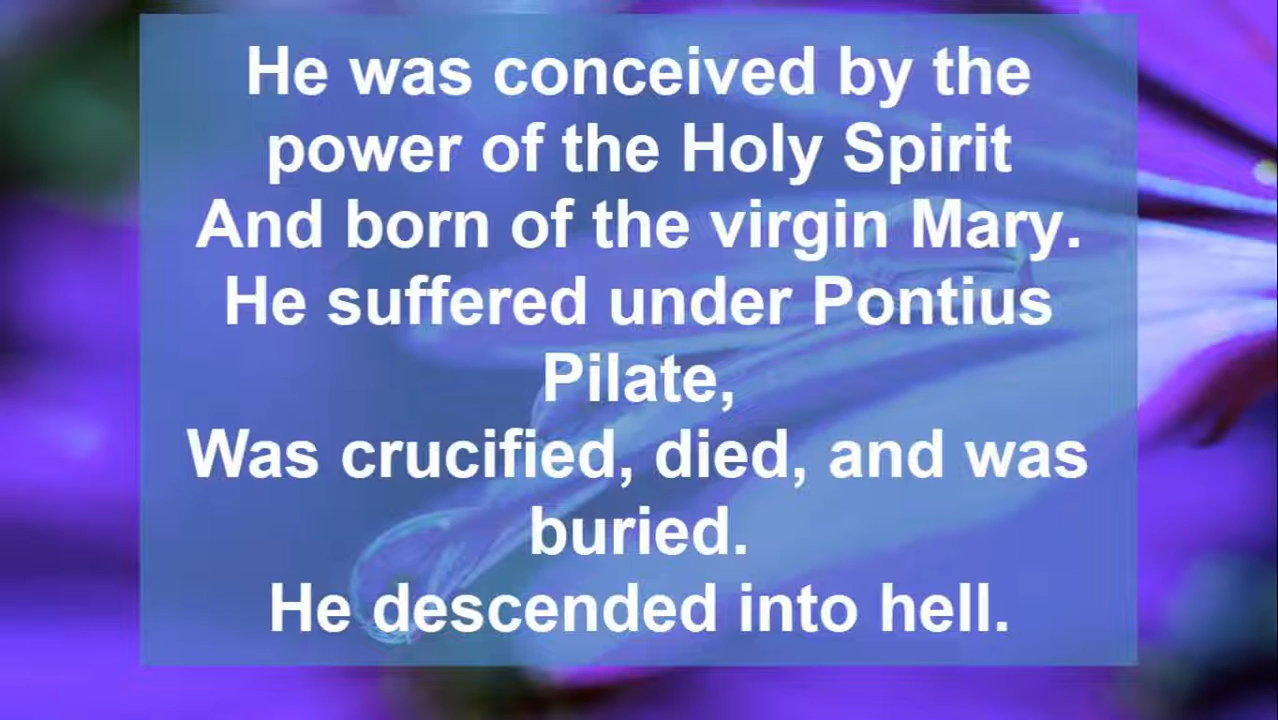 He was conceived by the
power of the Holy Spirit
And born of the virgin Mary.
He suffered under Pontius
Pilate,
Was crucified, died, and was
buried.
He descended into hell.